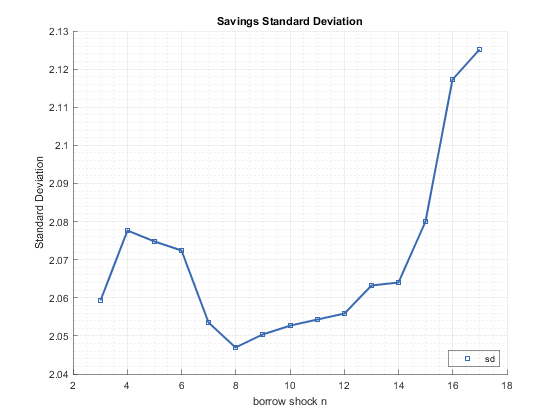 Savings Standard Deviation
2.13
2.12
2.11
2.1
2.09
2.08
2.07
2.06
2.05
2.04
Standard Deviation
sd
2 4 6 8 10 12 14 16 18
borrow shock n